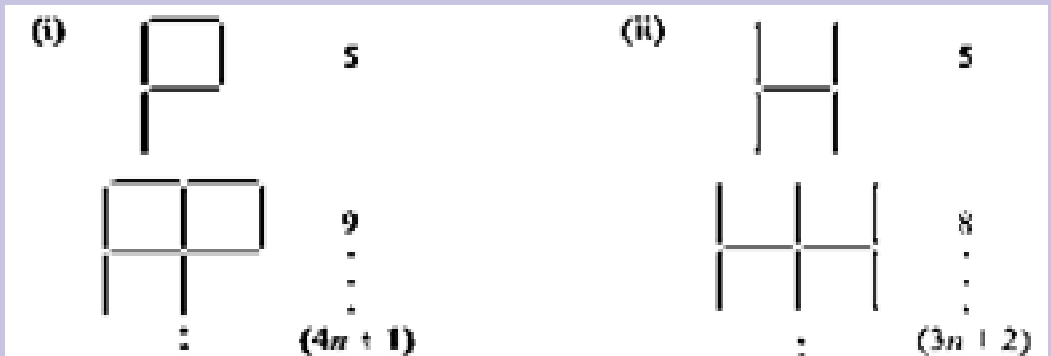 (i) 5 (ii) 5
9 8
(4n + 1) (3n + 2)